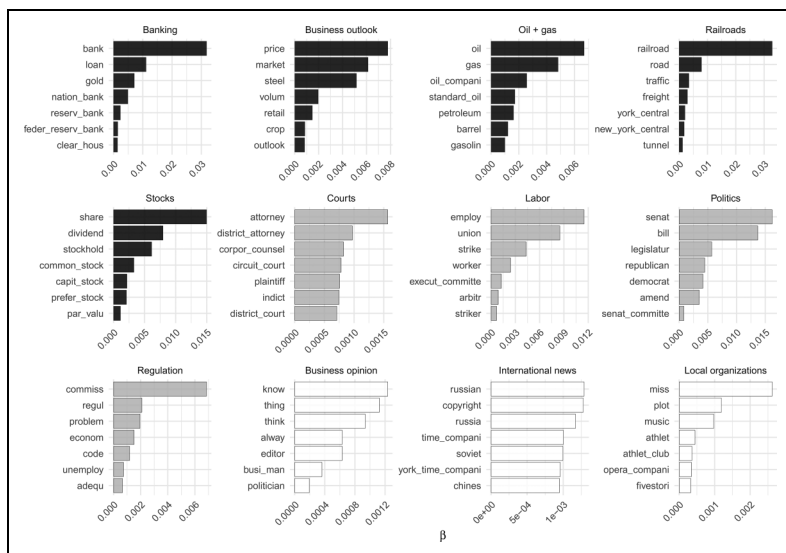 Banking
bank
loan
gold
nation_bank
reserv_bank
feder_reserv_bank
clear_hous
0.00
0.01
0.02
0.03
Business outlook
price
market
steel
volum
retail
crop
outlook
0.000
0.002
0.004
0.006
0.008
Oil + gas
oil
gas
oil_compani
standard_oil
petroleum
barrel
gasolin
0.000
0.002
0.004
0.006
Railroads
railroad
road
traffic
freight
york_central
new_york_central
tunnel
0.00
0.01
0.02
0.03
Stocks
share
dividend
stockhold
common_stock
capit_stock
prefer_stock
par_valu
0.000
0.005
0.010
0.015
Courts
attorney
district_attorney
corpor_counsel
circuit_court
plaintiff
indict
district_court
0.0000
0.0005
0.0010
0.0015
Labor
employ
union
strike
worker
execut_committe
arbitr
striker
0.000
0.003
0.006
0.009
0.012
Politics
senat
bill
legislatur
republican
democrat
amend
senat_committe
0.000
0.005
0.010
0.015
Regulation
commiss
regul
problem
econom
code
unemploy
adequ
0.000
0.002
0.004
0.006
Business opinion
know
thing
think
alway
editor
busi_man
politician
0.0000
0.0004
0.0008
0.0012
International news
russian
copyright
russia
time_compani
soviet
york_time_compani
chines
0e+00
5e-04
1e-03
Local organizations
miss
plot
music
athlet
athlet_club
opera_compani
fivestori
0.000
0.001
0.002
β